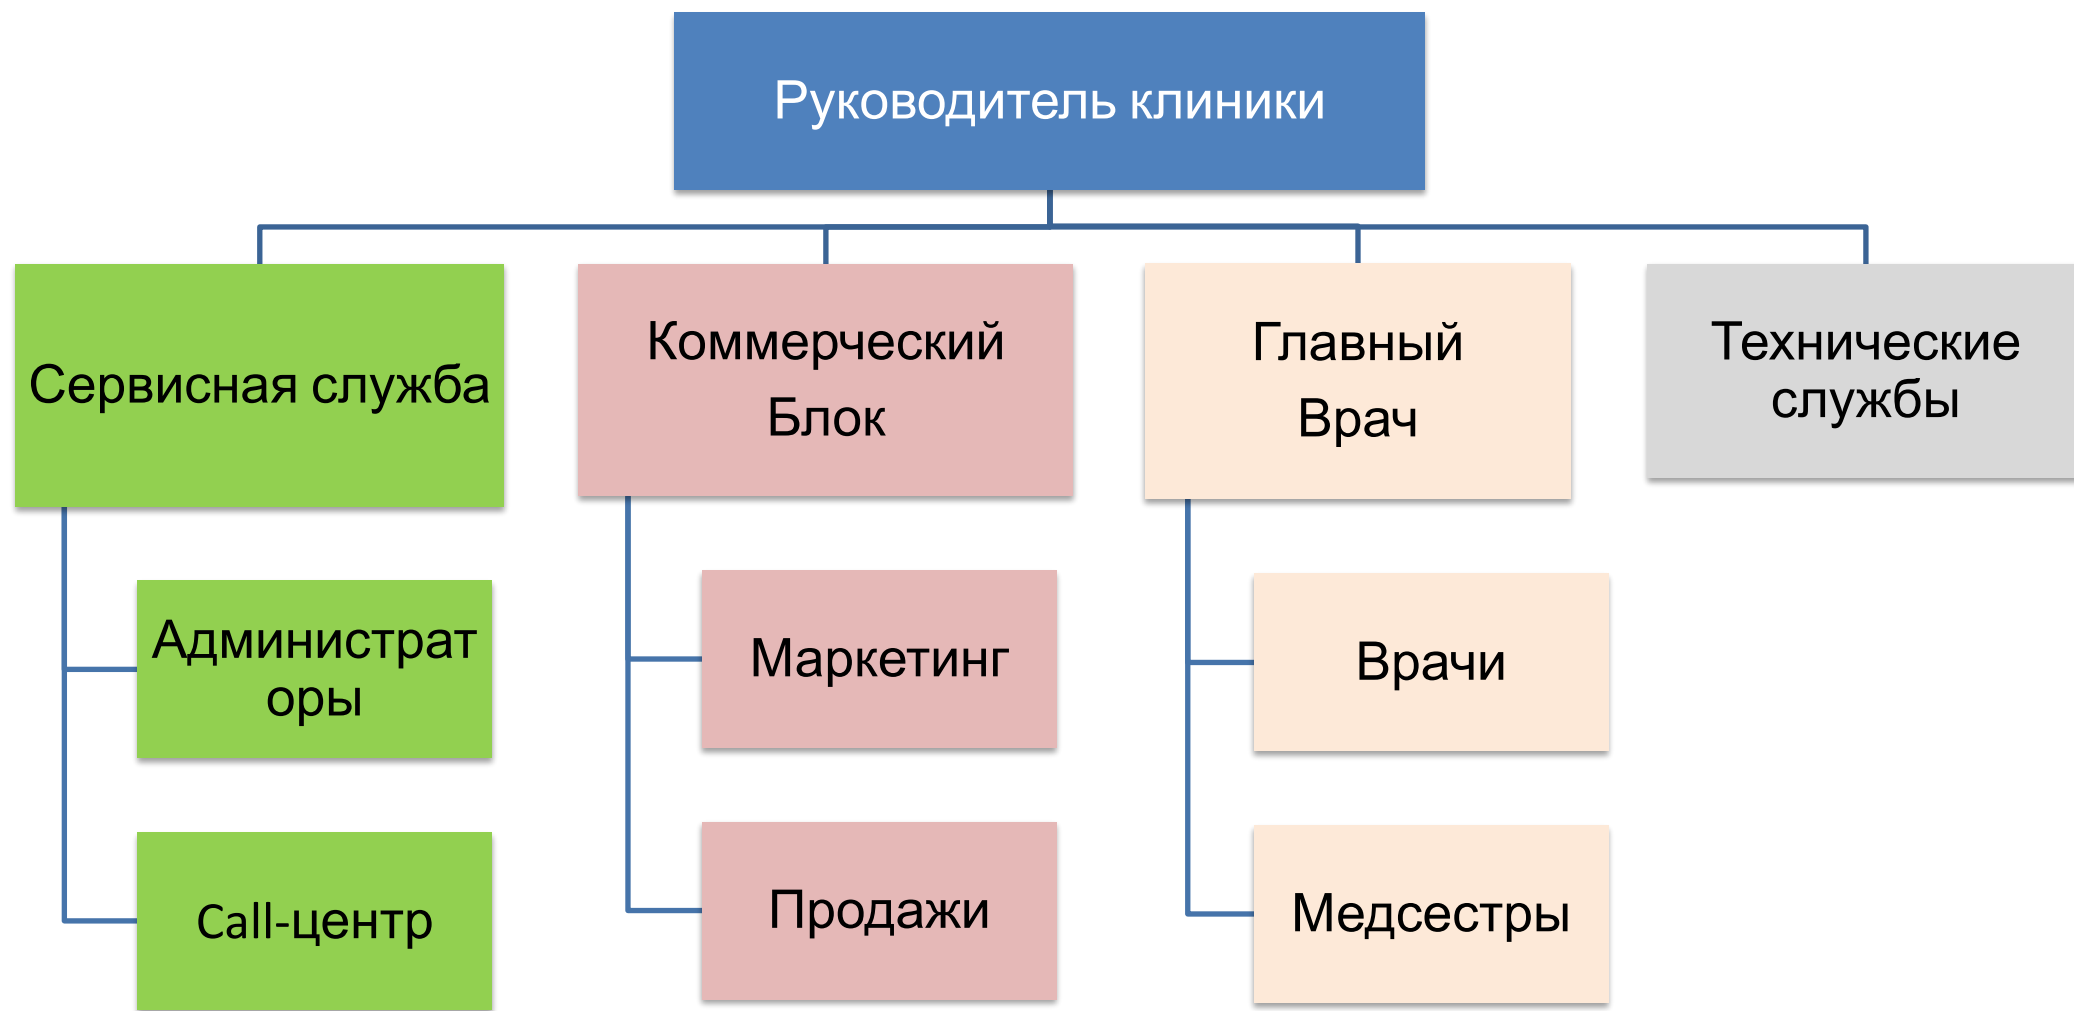 Руководитель клиники
Сервисная служба
Коммерческий
Блок
Главный
Врач
Технические
службы
Администрат
оры
Маркетинг
Врачи
Call-центр
Продажи
Медсестры